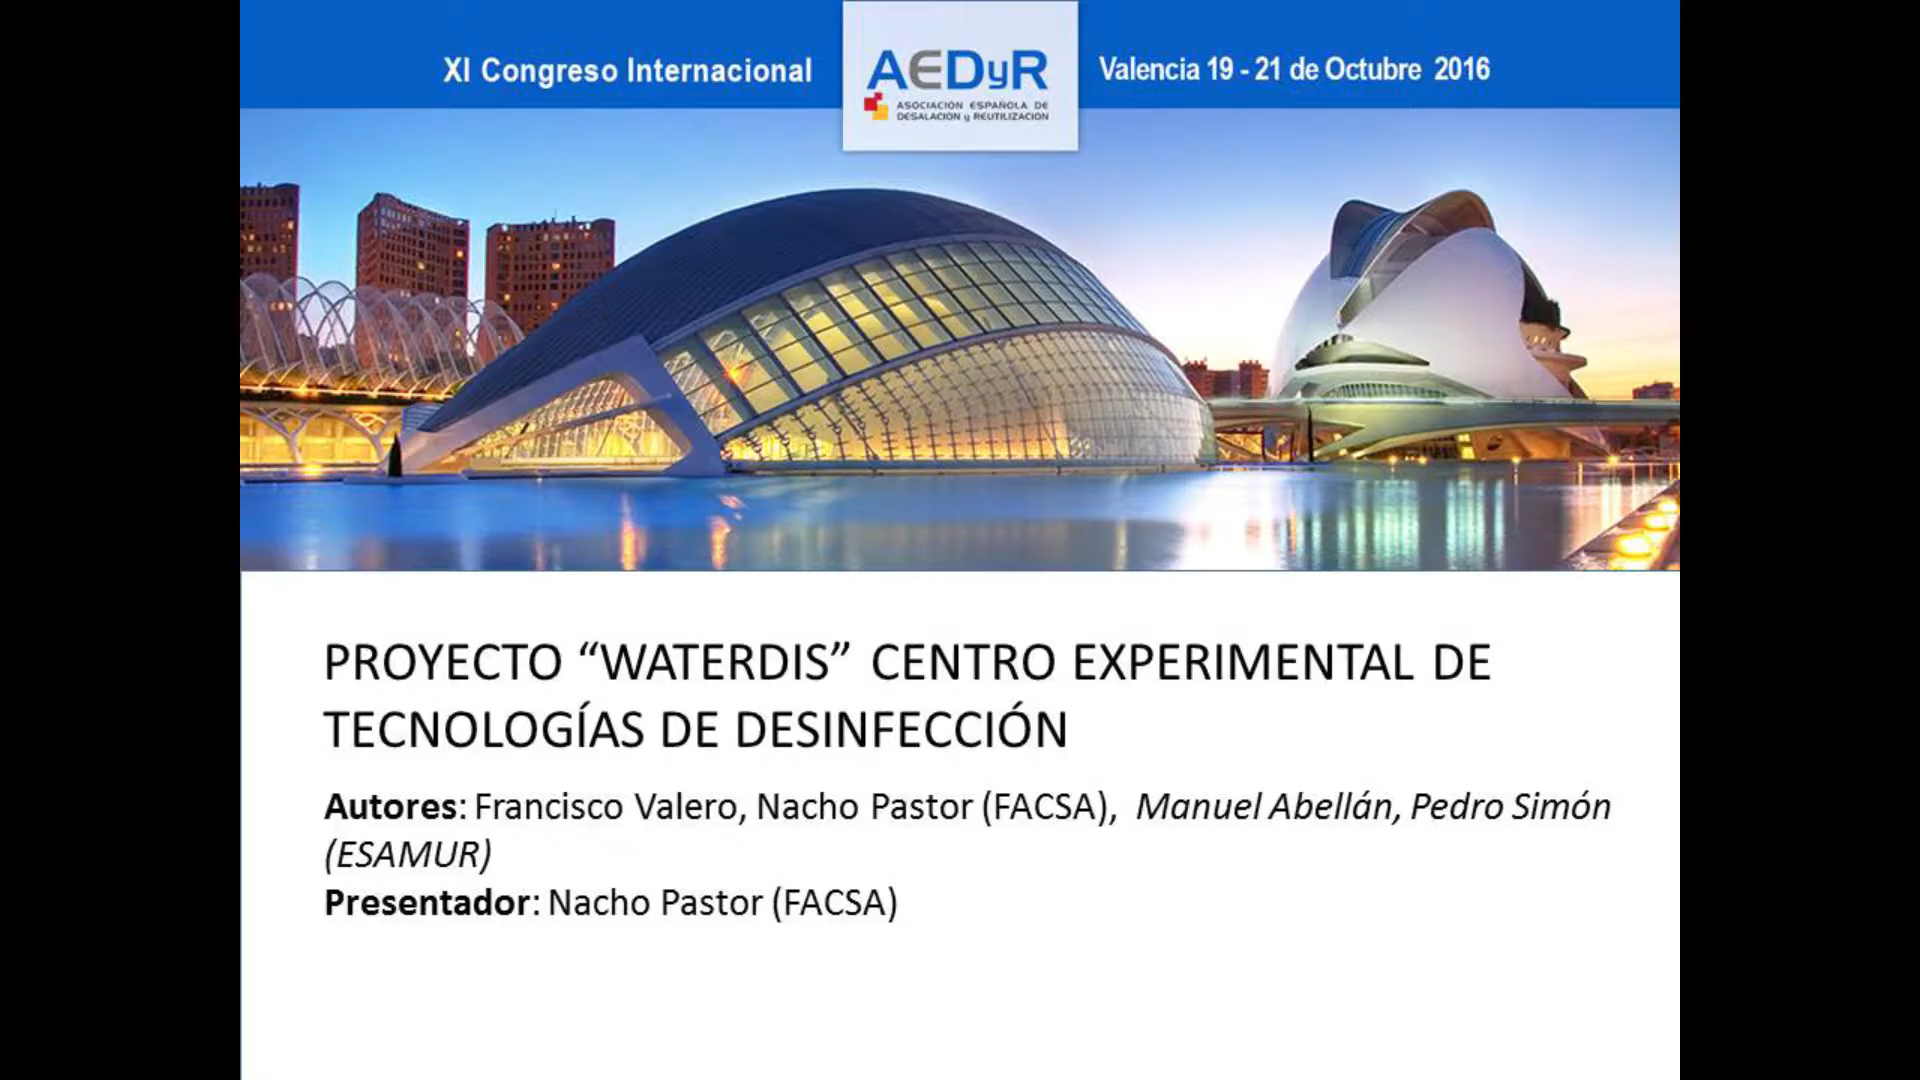 XI Congreso Internacional
AEDyR
ASOCIACIÓN ESPAÑOLA DE
DESALACIÓN y REUTILIZACIÓN
Valencia 19 - 21 de Octubre 2016
PROYECTO “WATERDIS” CENTRO EXPERIMENTAL DE
TECNOLOGÍAS DE DESINFECCIÓN
Autores: Francisco Valero, Nacho Pastor (FACSA), Manuel Abellán, Pedro Simón
(ESAMUR)
Presentador: Nacho Pastor (FACSA)